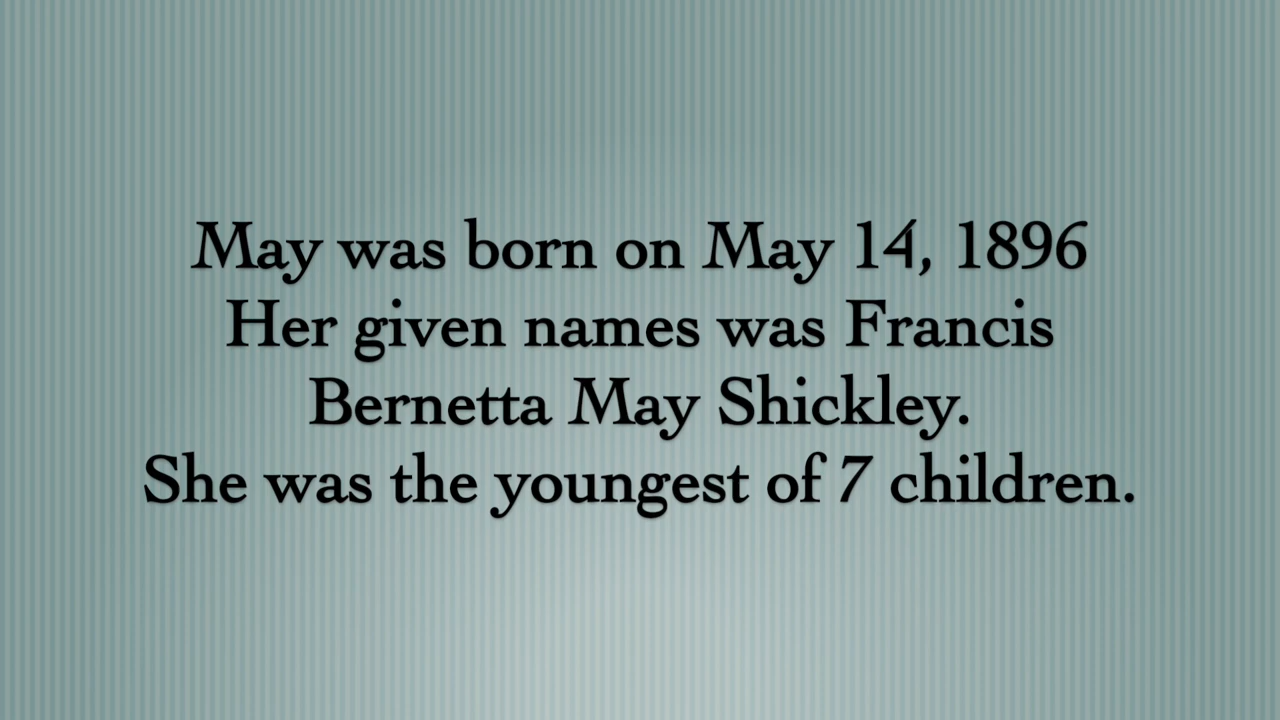 May was born on May 14, 1896
Her given names was Francis
Bernetta May Shickley.
She was the youngest of 7 children.